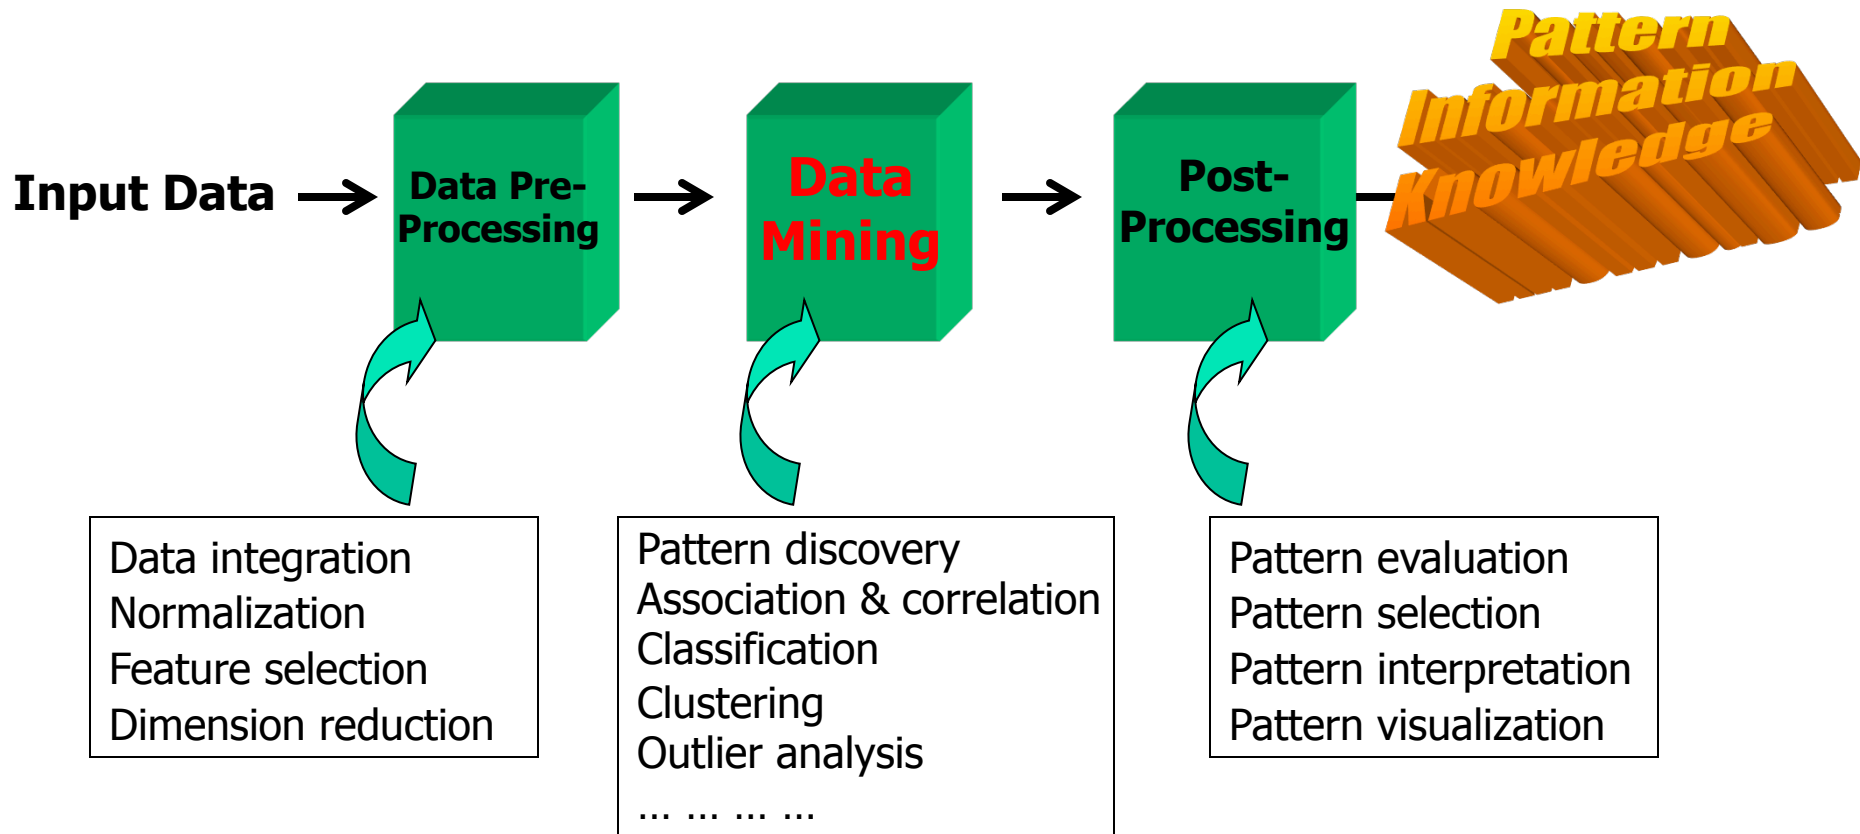 Input Data
Data Pre-
Processing
Data
Mining
Post-
Processing
Pattern
Information
Knowledge
Data integration
Normalization
Feature selection
Dimension reduction
Pattern discovery
Association & correlation
Classification
Clustering
Outlier analysis
… … … …
Pattern evaluation
Pattern selection
Pattern interpretation
Pattern visualization